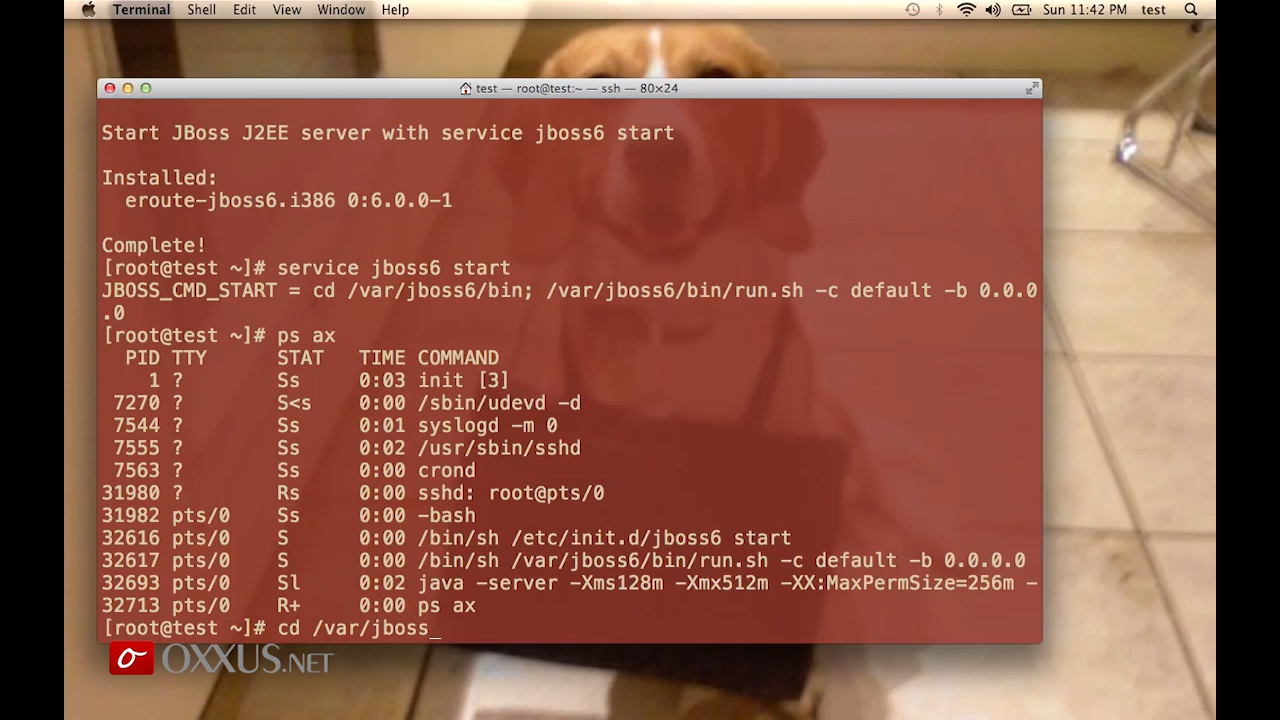 Terminal Shell Edit View Window Help Sun 11:42 PM test
test — root@test:~ — ssh — 80×24
Start JBoss J2EE server with service jboss6 start
Installed:
eroute-jboss6.i386 0:6.0.0-1
Complete!
[root@test ~]# service jboss6 start
JBOSS_CMD_START = cd /var/jboss6/bin; /var/jboss6/bin/run.sh -c default -b 0.0.0
.0
[root@test ~]# ps ax
PID TTY STAT TIME COMMAND
1 ? Ss 0:03 init [3]
7270 ? S<s 0:00 /sbin/udevd -d
7544 ? Ss 0:01 syslogd -m 0
7555 ? Ss 0:02 /usr/sbin/sshd
7563 ? Ss 0:00 crond
31980 ? Rs 0:00 sshd: root@pts/0
31982 pts/0 Ss 0:00 -bash
32616 pts/0 S 0:00 /bin/sh /etc/init.d/jboss6 start
32617 pts/0 S 0:00 /bin/sh /var/jboss6/bin/run.sh -c default -b 0.0.0.0
32693 pts/0 Sl 0:02 java -server -Xms128m -Xmx512m -XX:MaxPermSize=256m -
32713 pts/0 R+ 0:00 ps ax
[root@test ~]# cd /var/jboss_
OXXUS.NET